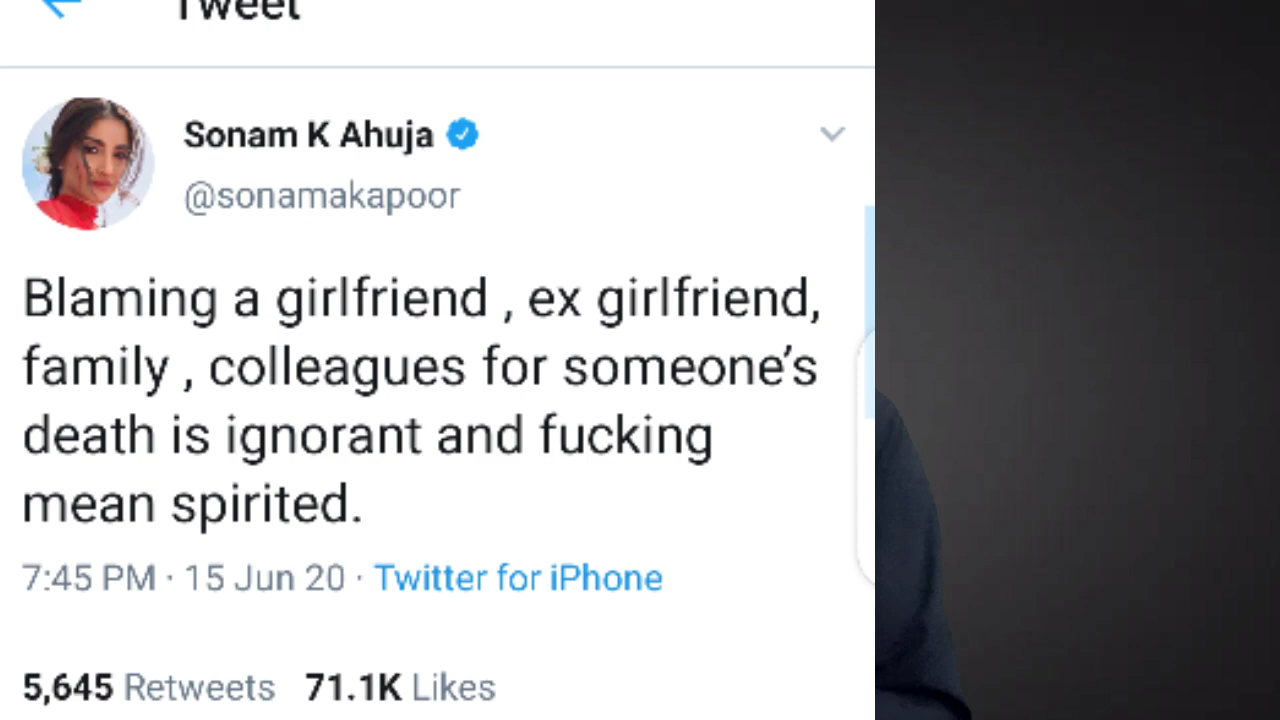 Tweet
Sonam K Ahuja
@sonamakapoor
Blaming a girlfriend , ex girlfriend,
family , colleagues for someone’s
death is ignorant and fucking
mean spirited.
7:45 PM · 15 Jun 20 · Twitter for iPhone
5,645 Retweets 71.1K Likes